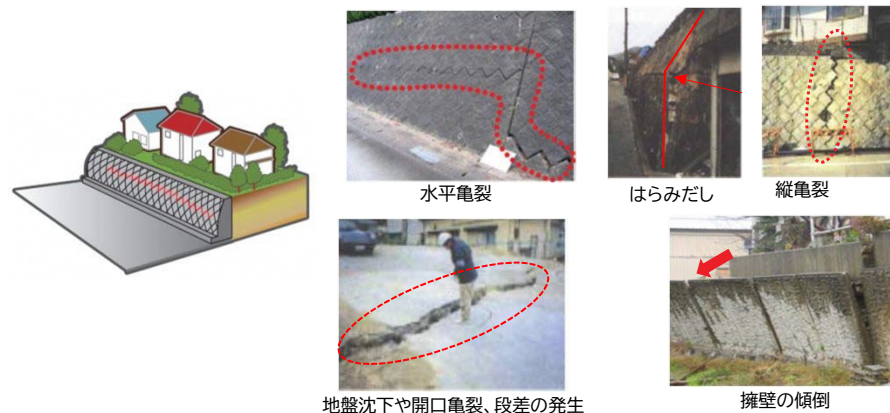 水平亀裂
はらみだし
縦亀裂
地盤沈下や開口亀裂、段差の発生
擁壁の傾倒